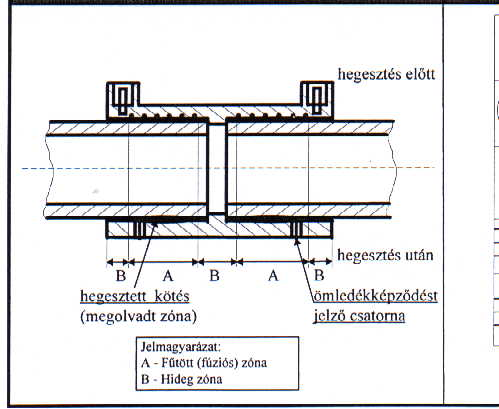 hegesztés előtt
hegesztés után
B A B A B
hegesztett kötés
(megolvadt zóna)
ömledékképződést
jelző csatorna
Jelmagyarázat:
A - Fűtött (fúziós) zóna
B - Hideg zóna